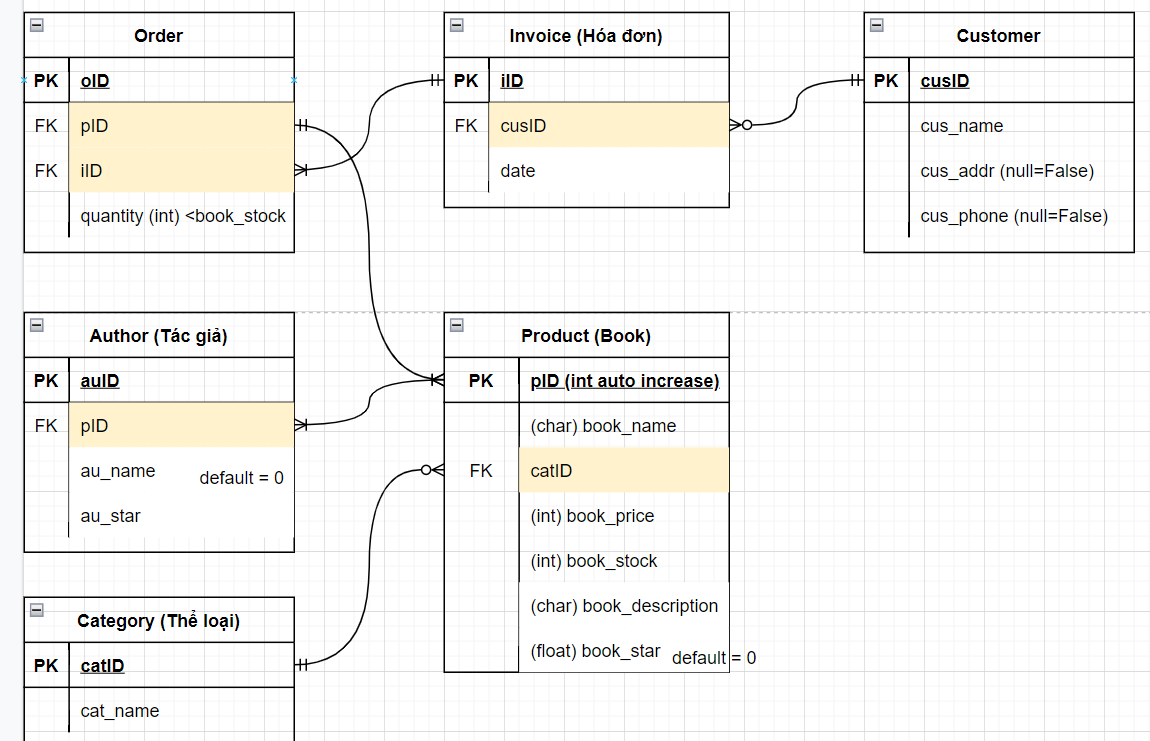 Order
PK oID
FK pID
FK iID
quantity (int) <book_stock
Invoice (Hóa đơn)
PK iID
FK cusID
date
Customer
PK cusID
cus_name
cus_addr (null=False)
cus_phone (null=False)
Author (Tác giả)
PK auID
FK pID
au_name
default = 0
au_star
Product (Book)
PK pID (int auto increase)
(char) book_name
FK catID
(int) book_price
(int) book_stock
(char) book_description
(float) book_star default = 0
Category (Thể loại)
PK catID
cat_name